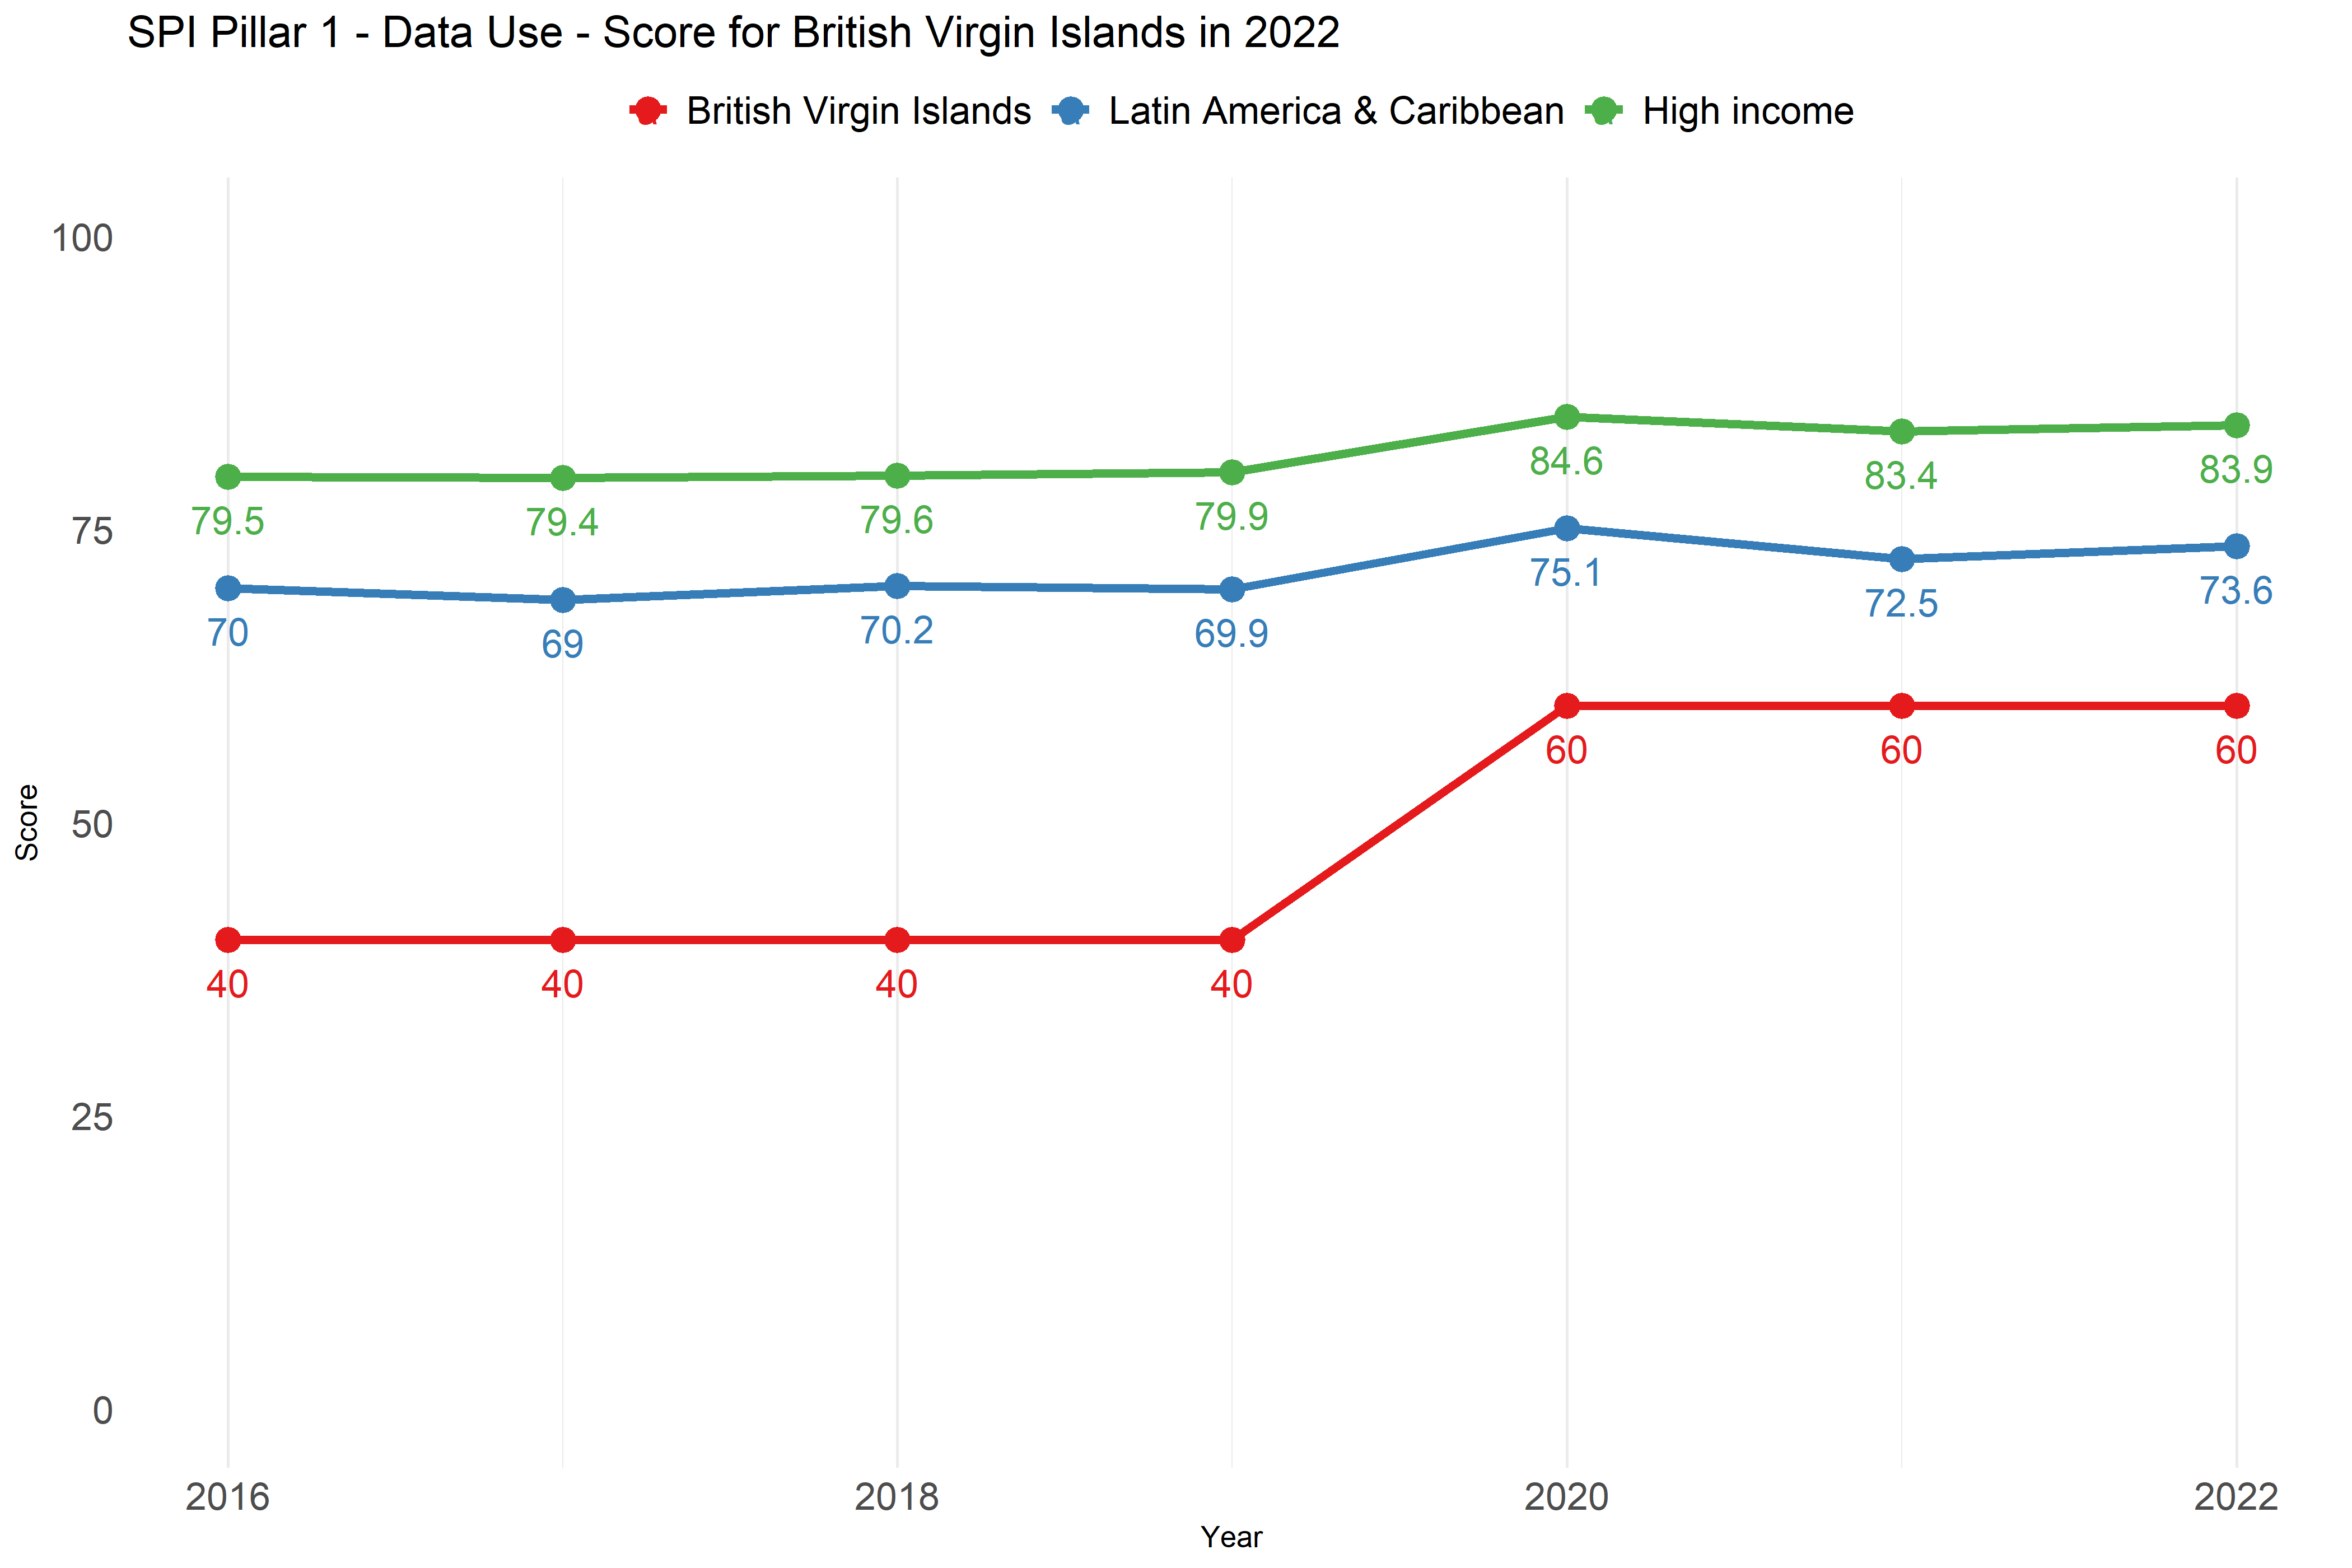 SPI Pillar 1 - Data Use - Score for British Virgin Islands in 2022
British Virgin Islands Latin America & Caribbean High income
100
75
50
25
0
Score
79.5 79.4 79.6 79.9 84.6 83.4 83.9
70 69 70.2 69.9 75.1 72.5 73.6
40 40 40 40 60 60 60
2016 2018 2020 2022
Year